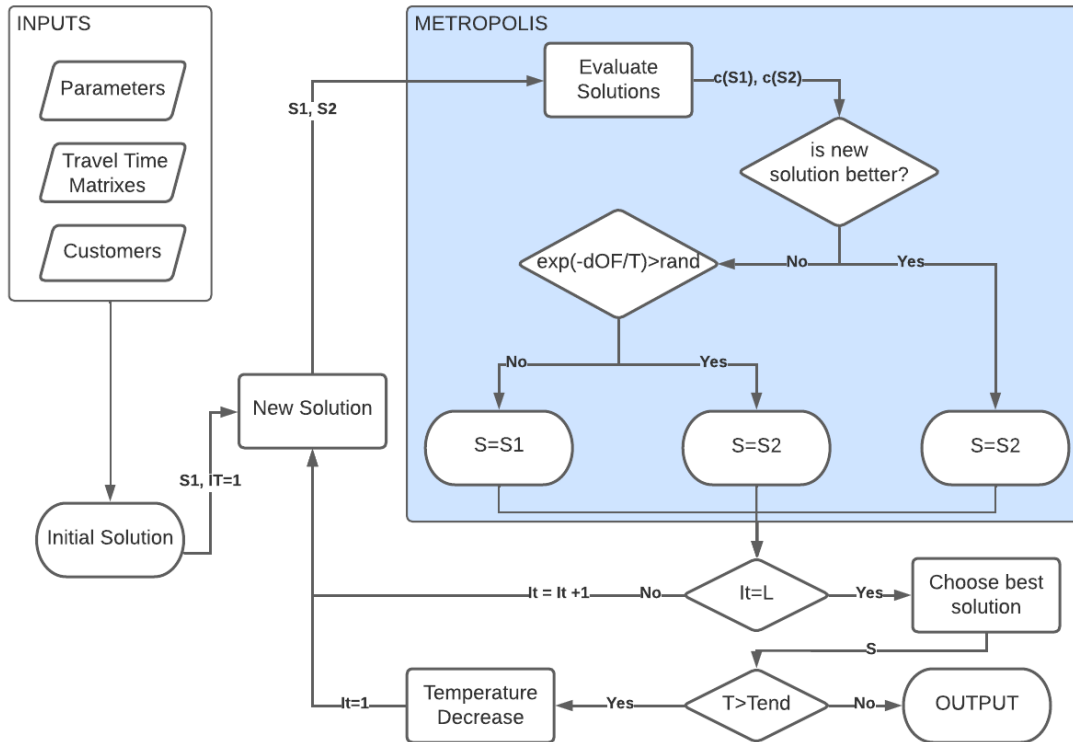 INPUTS
Parameters
Travel Time
Matrixes
Customers
S1, IT=1
Initial Solution
New Solution
S1, S2
METROPOLIS
Evaluate
Solutions
c(S1), c(S2)
is new
solution better?
No
Yes
exp(-dOF/T)>rand
No
Yes
S=S1
S=S2
S=S2
It=L
No
It = It +1
Yes
Choose best
solution
S
T>Tend
Yes
Temperature
Decrease
It=1
No
OUTPUT